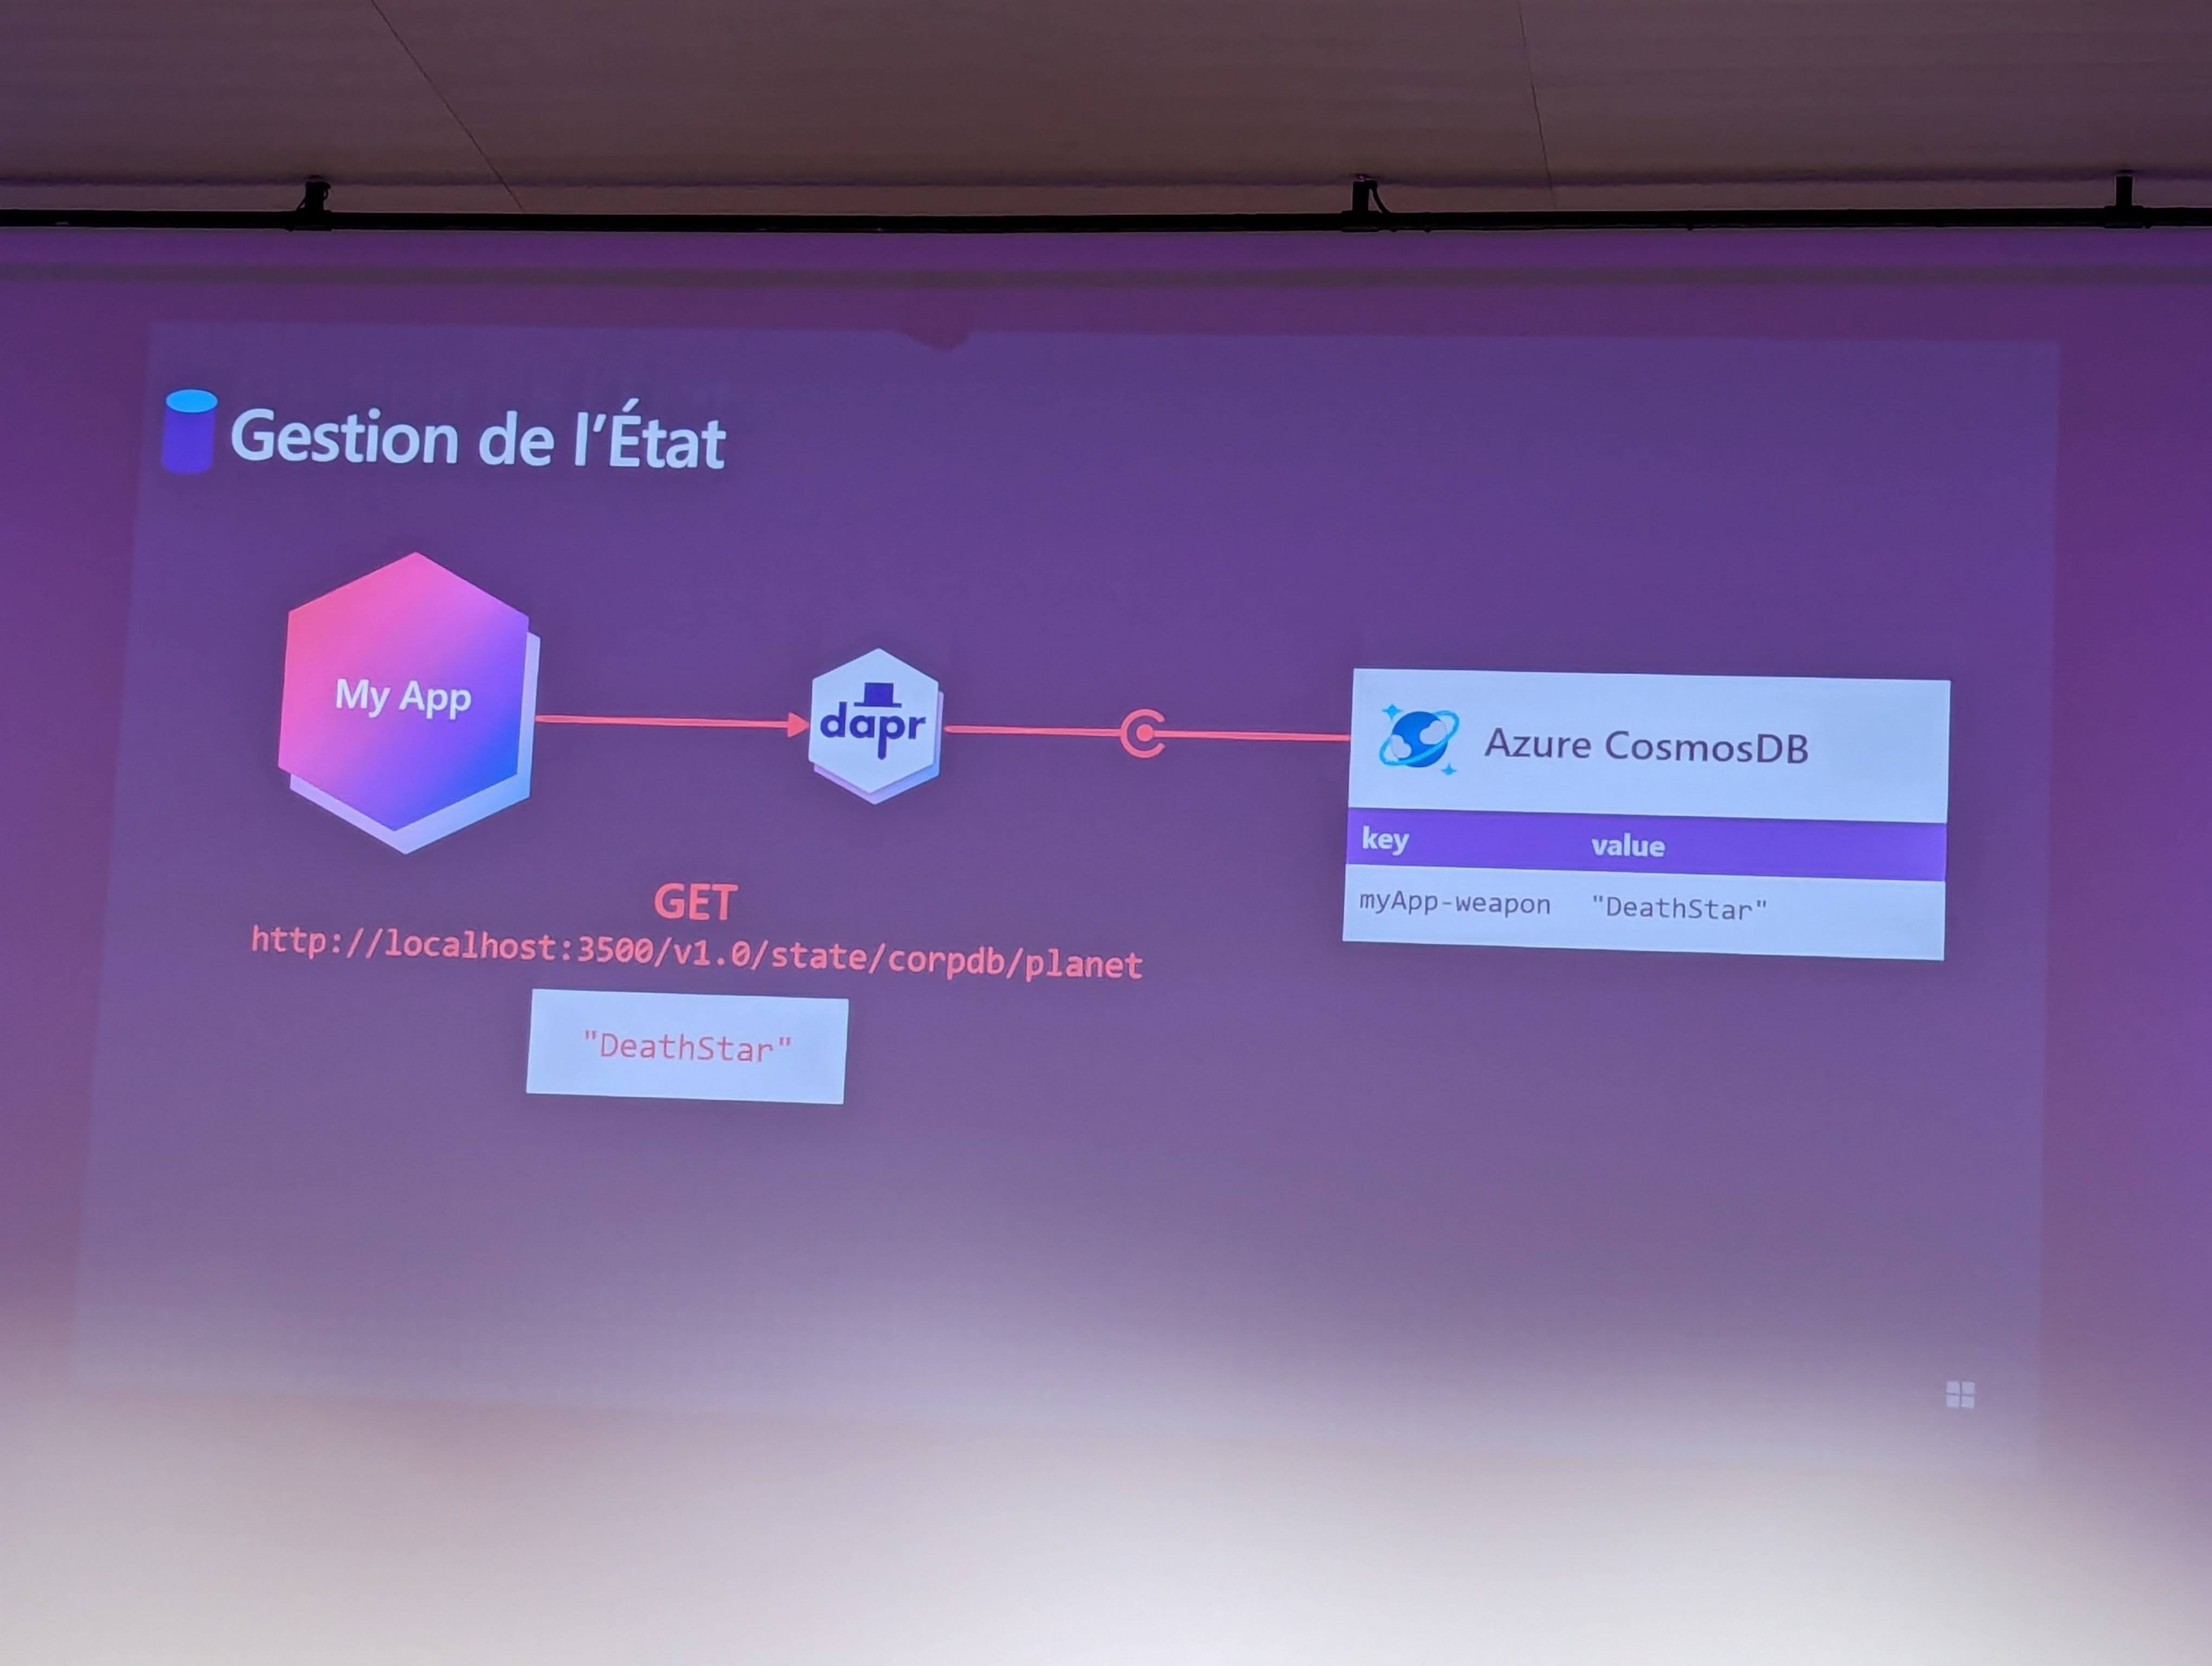 Gestion de l'État
My App
dapr
Azure CosmosDB
key value
myApp-weapon "DeathStar"
GET
http://localhost:3500/v1.0/state/corpdb/planet
"DeathStar"